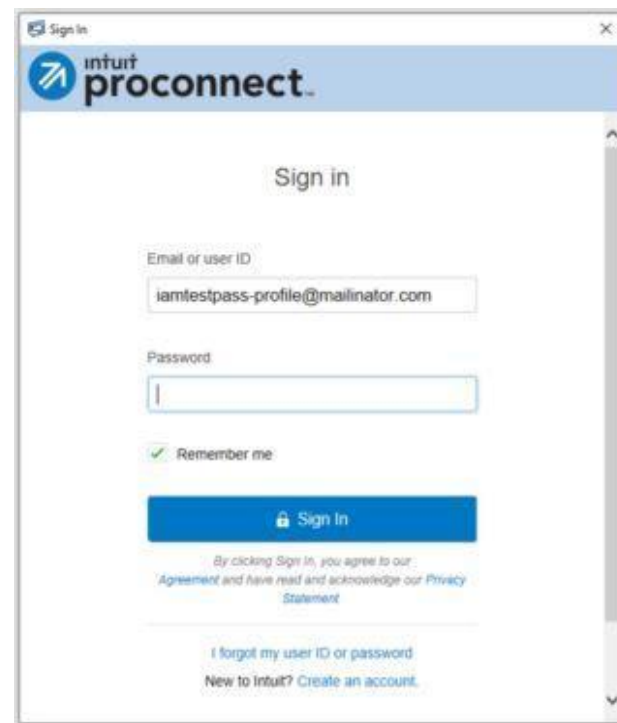 Sign In
intuit
proconnect™
Sign in
Email or user ID
iamtestpass-profile@mailinator.com
Password
Remember me
Sign In
By clicking Sign In, you agree to our
Agreement and have read and acknowledge our Privacy
Statement
I forgot my user ID or password
New to Intuit? Create an account.